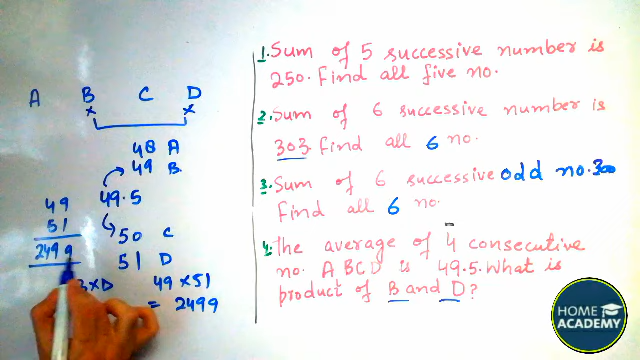 A B C D
× ×
48 A
49 B
49.5
50 C
51 D
49
51
2499
×D
49 × 51
= 2499
1. Sum of 5 successive number is
250. Find all five no.
2. Sum of 6 successive number is
303. Find all 6 no.
3. Sum of 6 successive odd no. 300
Find all 6 no.
4. The average of 4 consecutive
no. A BCD is 49.5. What is
product of B and D?
HOME
ACADEMY